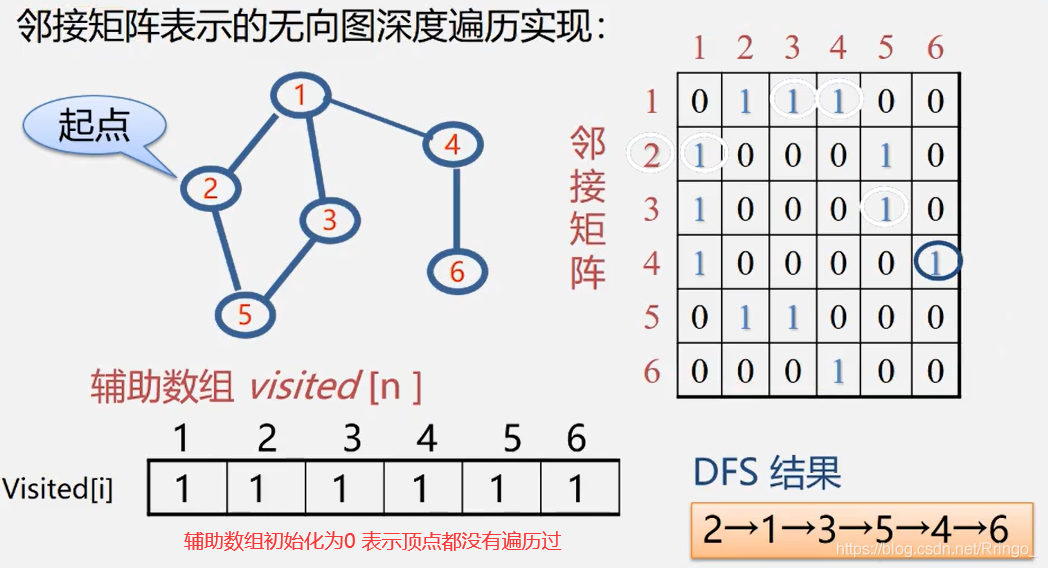 邻接矩阵表示的无向图深度遍历实现：
起点
1
2
3
4
5
6
邻接矩阵
1 2 3 4 5 6
1 0 1 1 1 0 0
2 1 0 0 0 1 0
3 1 0 0 0 1 0
4 1 0 0 0 0 1
5 0 1 1 0 0 0
6 0 0 0 1 0 0
辅助数组 visited [n ]
1 2 3 4 5 6
Visited[i] 1 1 1 1 1 1
辅助数组初始化为0 表示顶点都没有遍历过
DFS 结果
2→1→3→5→4→6
https://blog.csdn.net/Rringo_